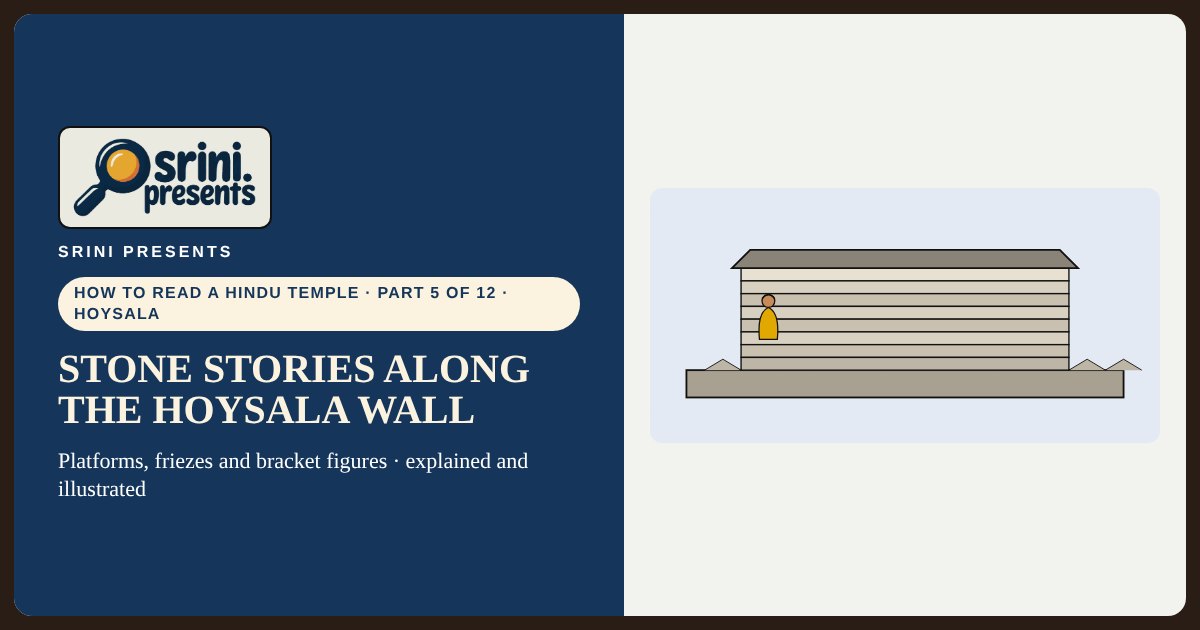 srini.
presents
SRINI PRESENTS
HOW TO READ A HINDU TEMPLE · PART 5 OF 12 ·
HOYSALA
STONE STORIES ALONG
THE HOYSALA WALL
Platforms, friezes and bracket figures · explained and
illustrated